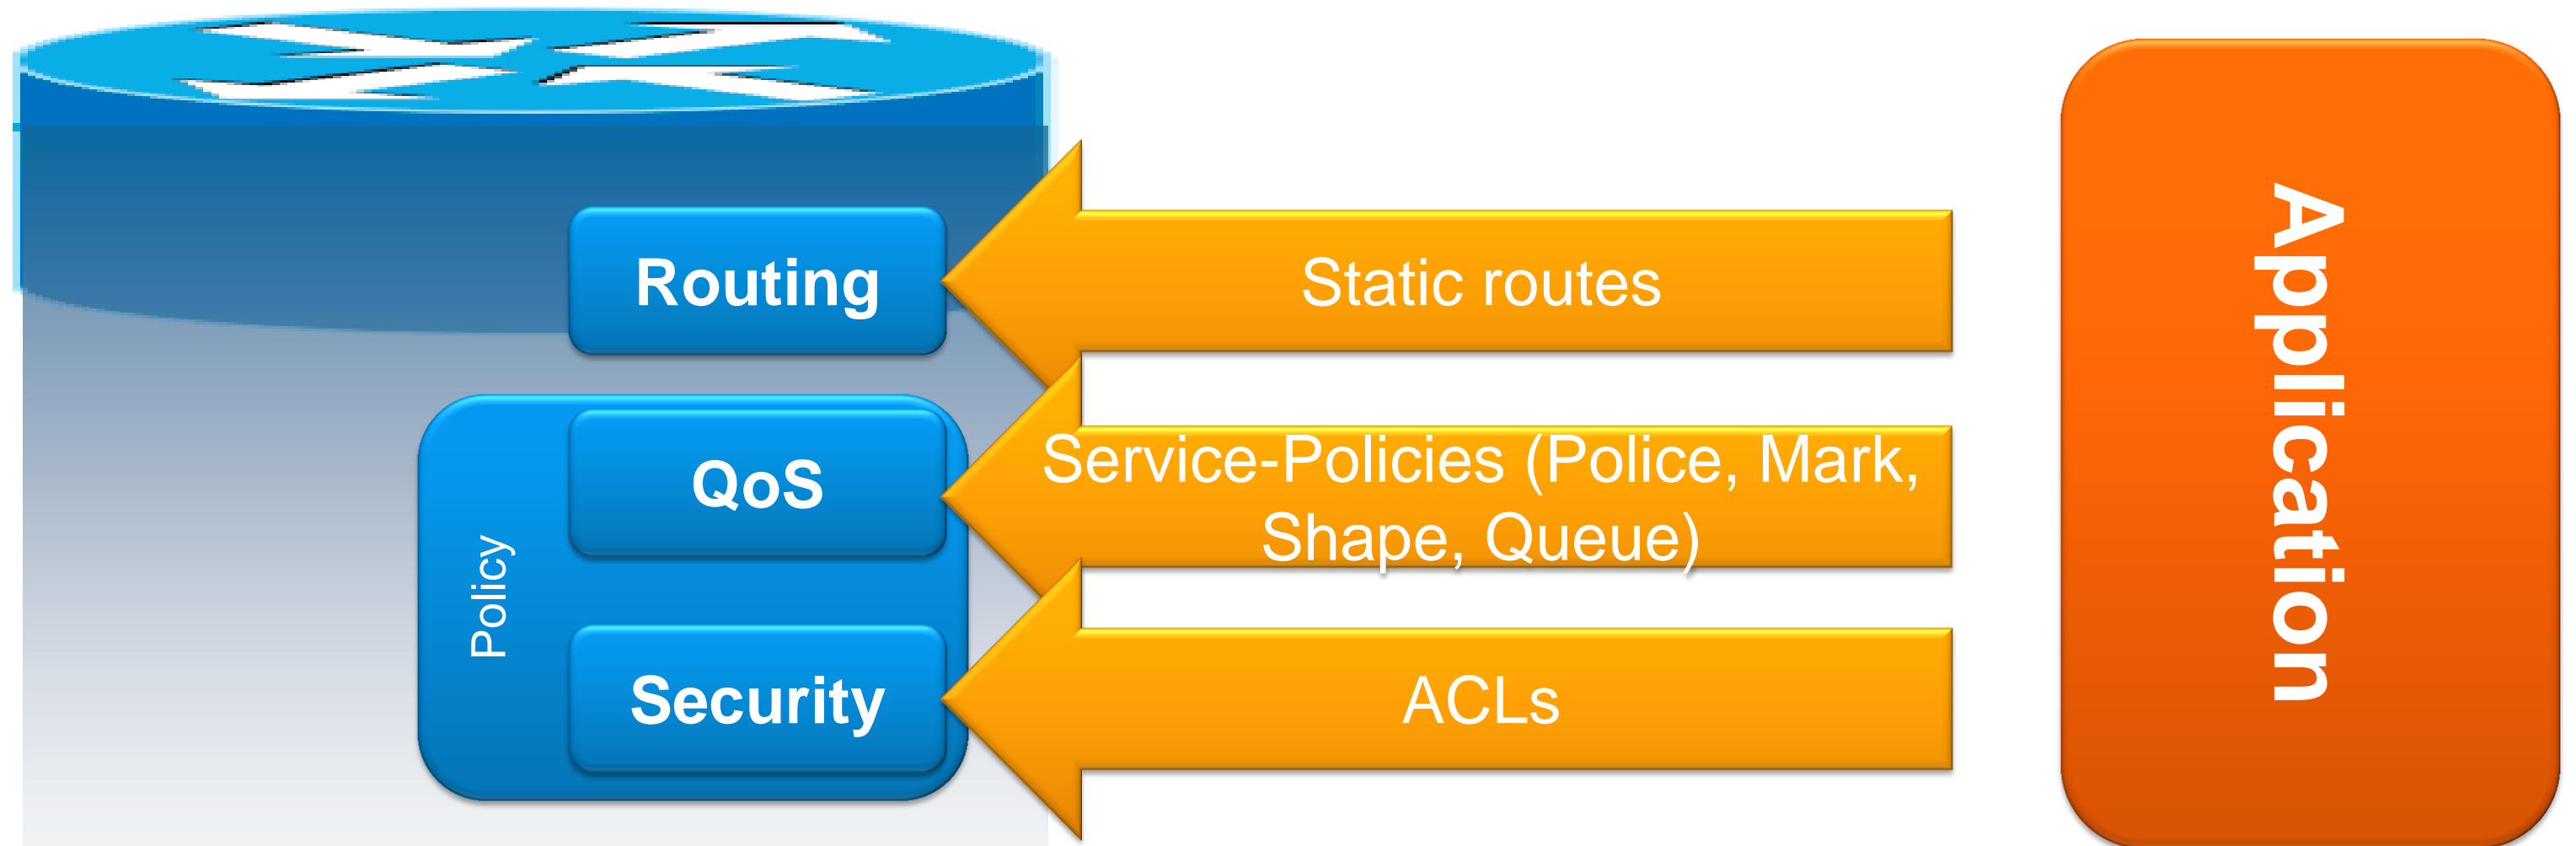 Routing
Static routes
Policy
QoS
Service-Policies (Police, Mark,
Shape, Queue)
Security
ACLs
Application